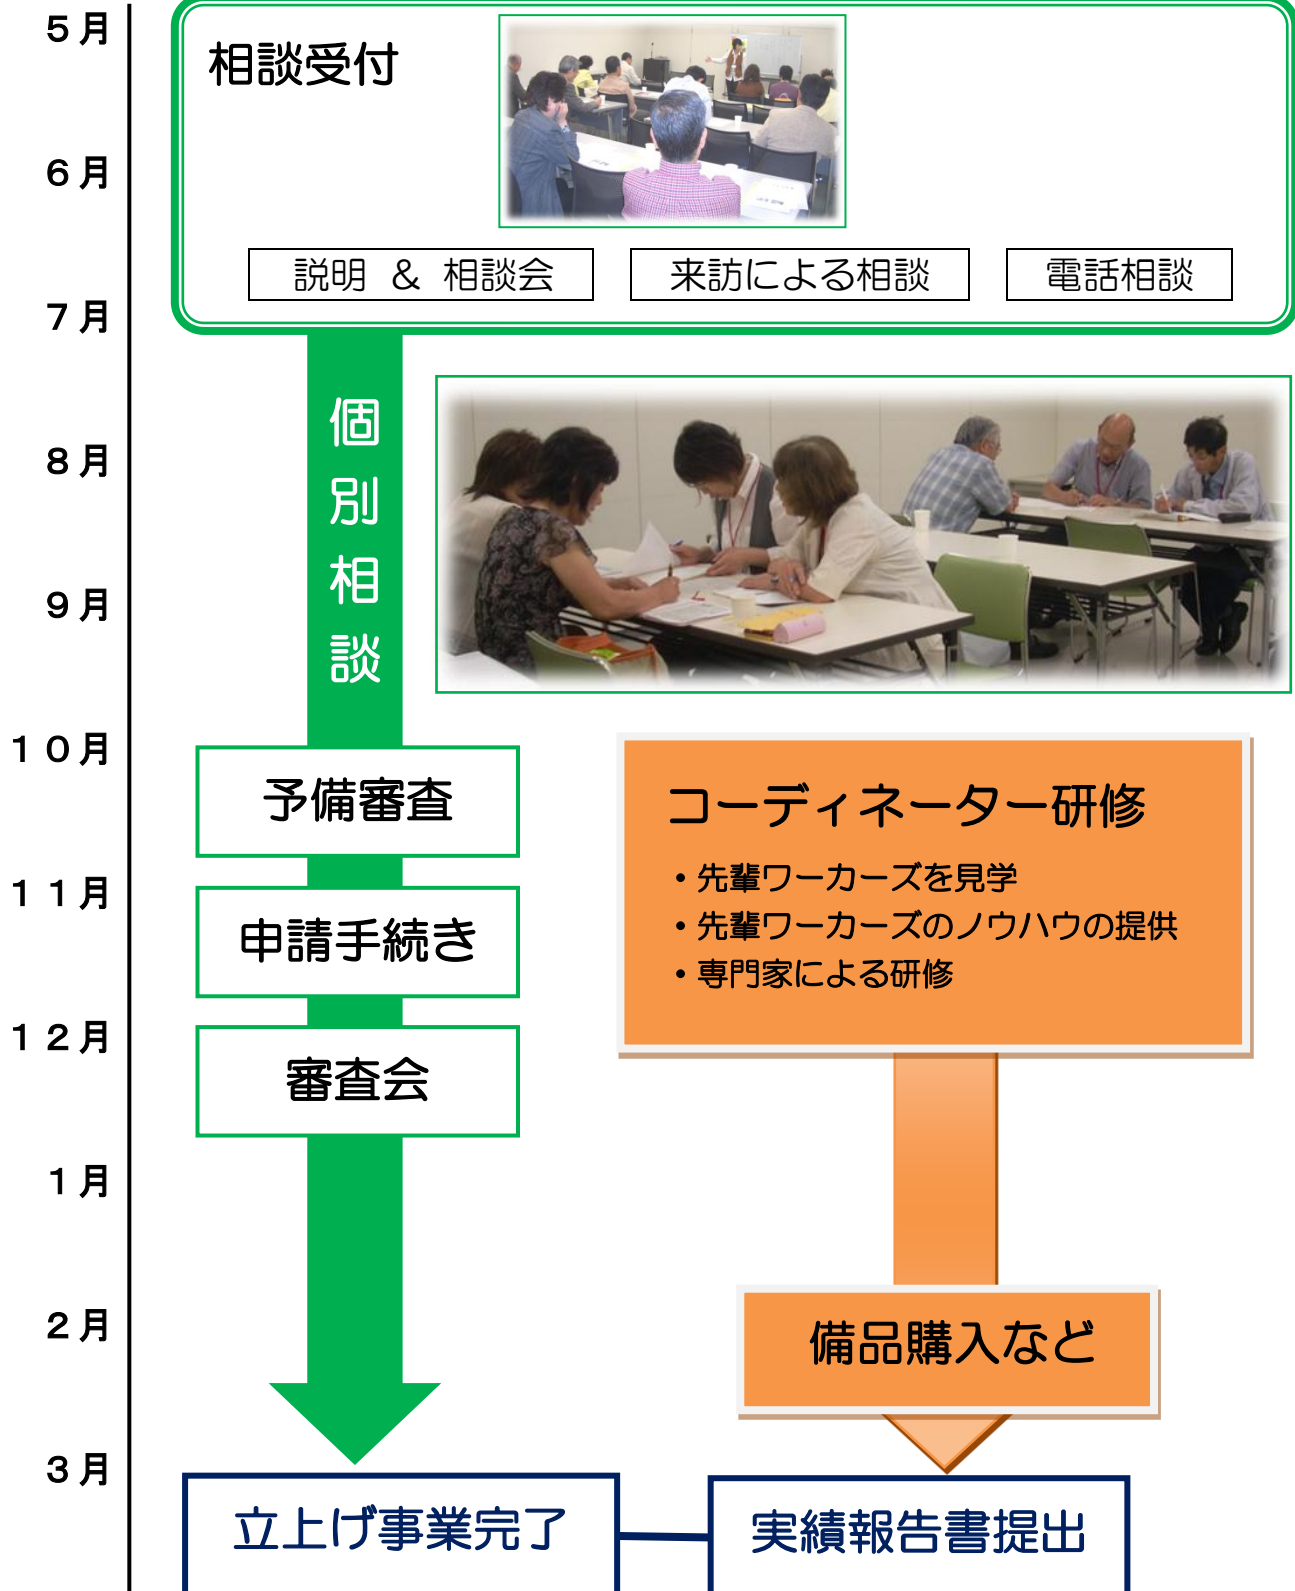 ５月
相談受付
６月
説明 ＆ 相談会
来訪による相談
電話相談
７月
個別相談
８月
９月
１０月
予備審査
コーディネーター研修
・先輩ワーカーズを見学
１１月
申請手続き
・先輩ワーカーズのノウハウの提供
・専門家による研修
１２月
審査会
１月
２月
備品購入など
３月
立上げ事業完了
実績報告書提出